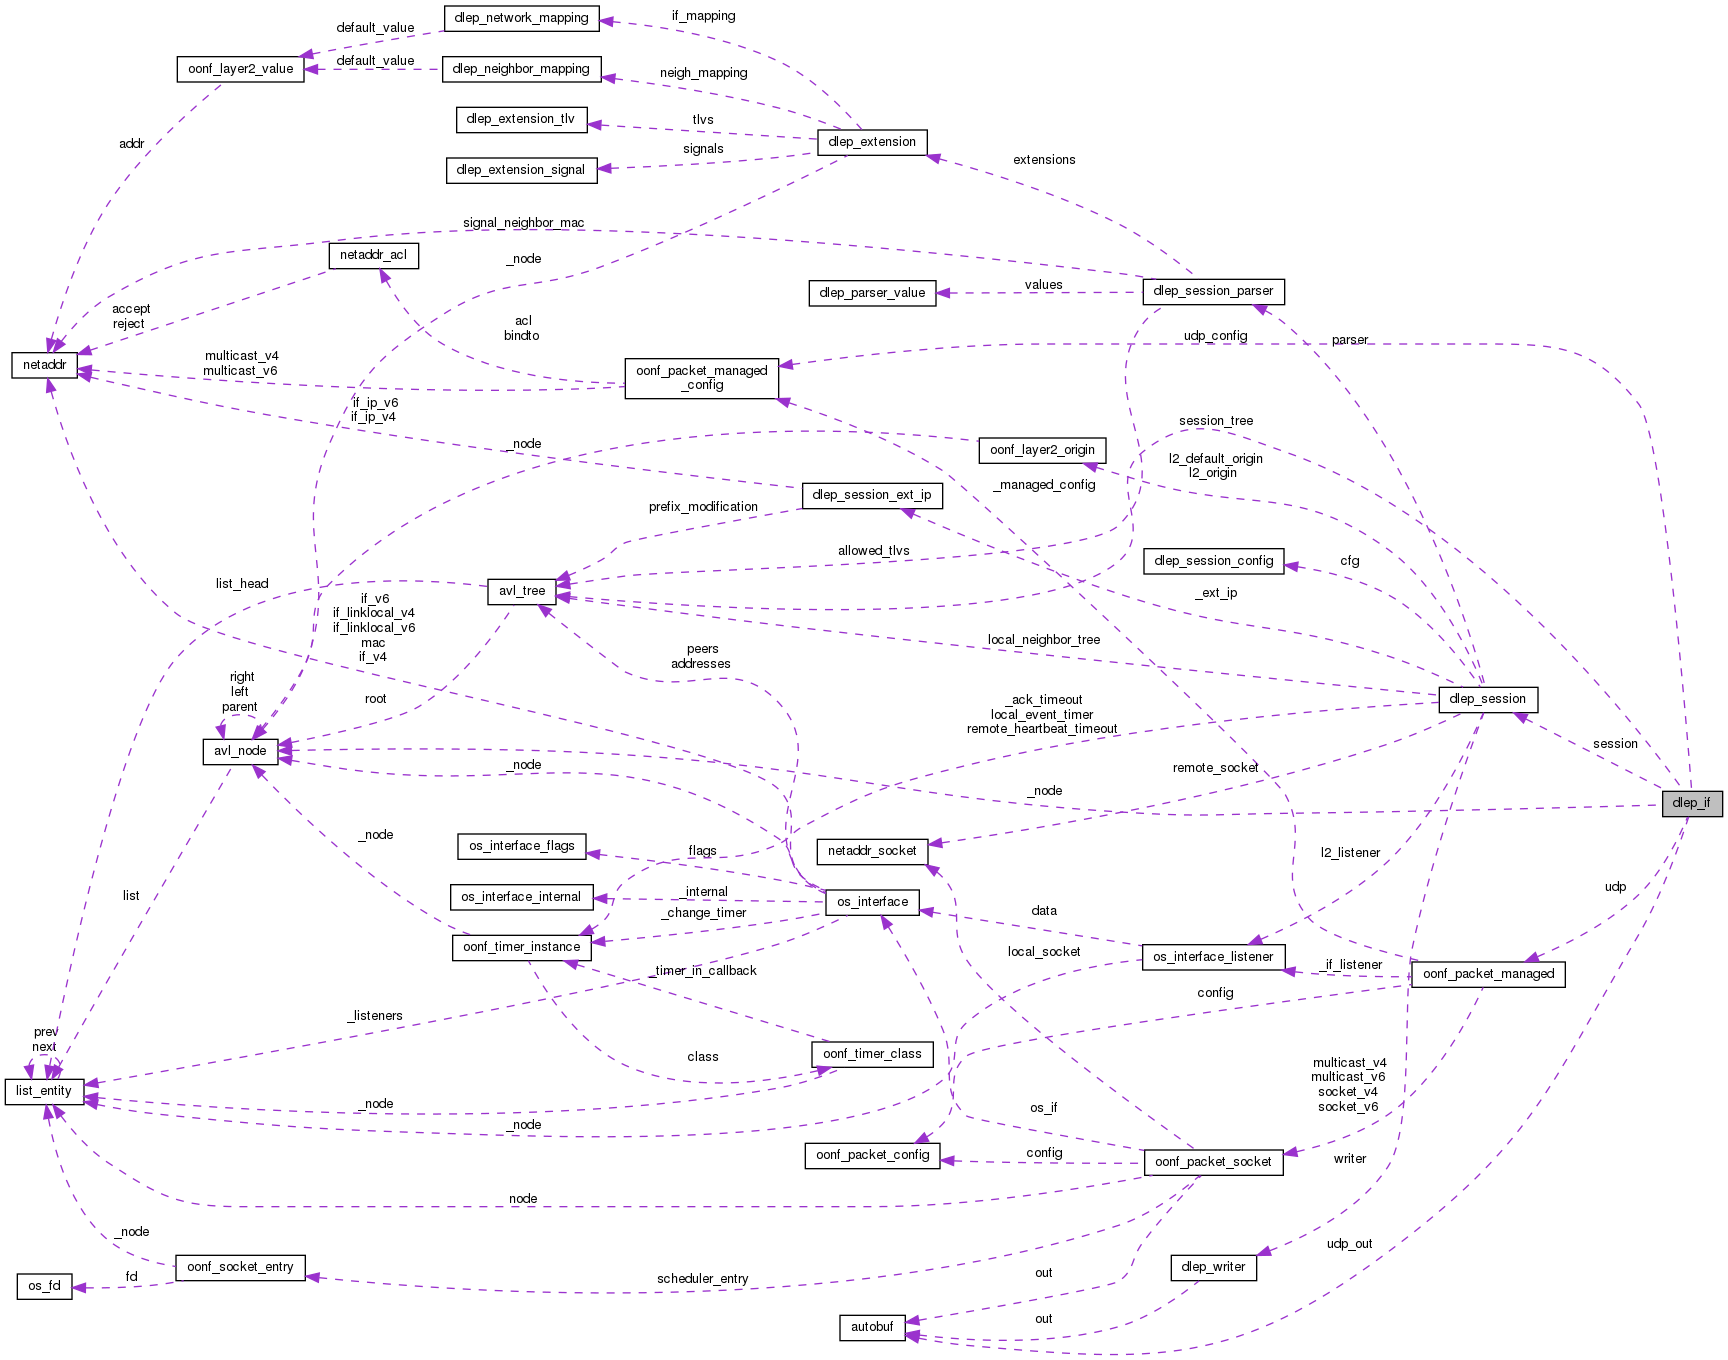 dlep_network_mapping
if_mapping
default_value
oonf_layer2_value
default_value
dlep_neighbor_mapping
neigh_mapping
dlep_extension_tlv
tlvs
addr
dlep_extension
signals
extensions
dlep_extension_signal
signal_neighbor_mac
netaddr_acl
_node
dlep_parser_value
values
dlep_session_parser
accept
reject
acl
bindto
udp_config
parser
netaddr
multicast_v4
multicast_v6
oonf_packet_managed
_config
if_ip_v6
if_ip_v4
session_tree
_node
oonf_layer2_origin
l2_default_origin
l2_origin
_managed_config
dlep_session_ext_ip
prefix_modification
allowed_tlvs
dlep_session_config
cfg
list_head
avl_tree
_ext_ip
if_v6
if_linklocal_v4
if_linklocal_v6
mac
if_v4
peers
addresses
local_neighbor_tree
right
left
parent
root
_ack_timeout
local_event_timer
remote_heartbeat_timeout
dlep_session
avl_node
session
_node
remote_socket
_node
dlep_if
_node
os_interface_flags
flags
netaddr_socket
l2_listener
list
os_interface_internal
_internal
os_interface
udp
_change_timer
data
oonf_timer_instance
local_socket
os_interface_listener
_timer_in_callback
_if_listener
oonf_packet_managed
config
_listeners
prev
next
class
oonf_timer_class
multicast_v4
multicast_v6
socket_v4
socket_v6
list_entity
_node
_node
os_if
oonf_packet_config
config
oonf_packet_socket
writer
node
_node
udp_out
oonf_socket_entry
fd
os_fd
scheduler_entry
out
dlep_writer
autobuf
out